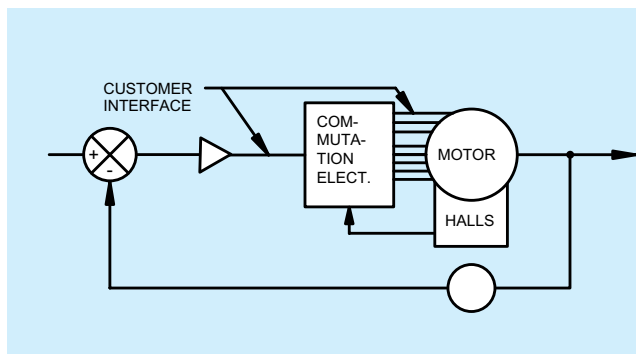 CUSTOMER
INTERFACE
COM-
MUTA-
TION
ELECT.
MOTOR
HALLS
+
-